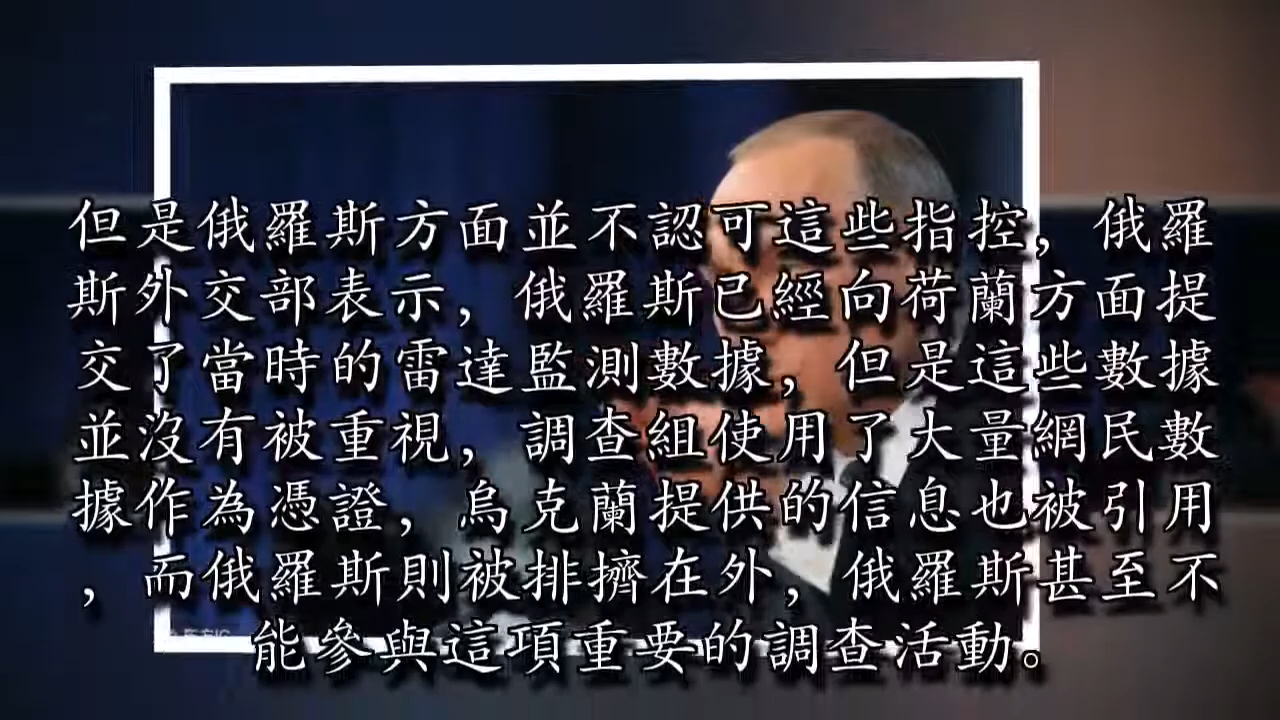 但是俄羅斯方面並不認可這些指控，俄羅
斯外交部表示，俄羅斯已經向荷蘭方面提
交了當時的雷達監測數據，但是這些數據
並沒有被重視，調查組使用了大量網民數
據作為憑證，烏克蘭提供的信息也被引用
，而俄羅斯則被排擠在外，俄羅斯甚至不
能參與這項重要的調查活動。